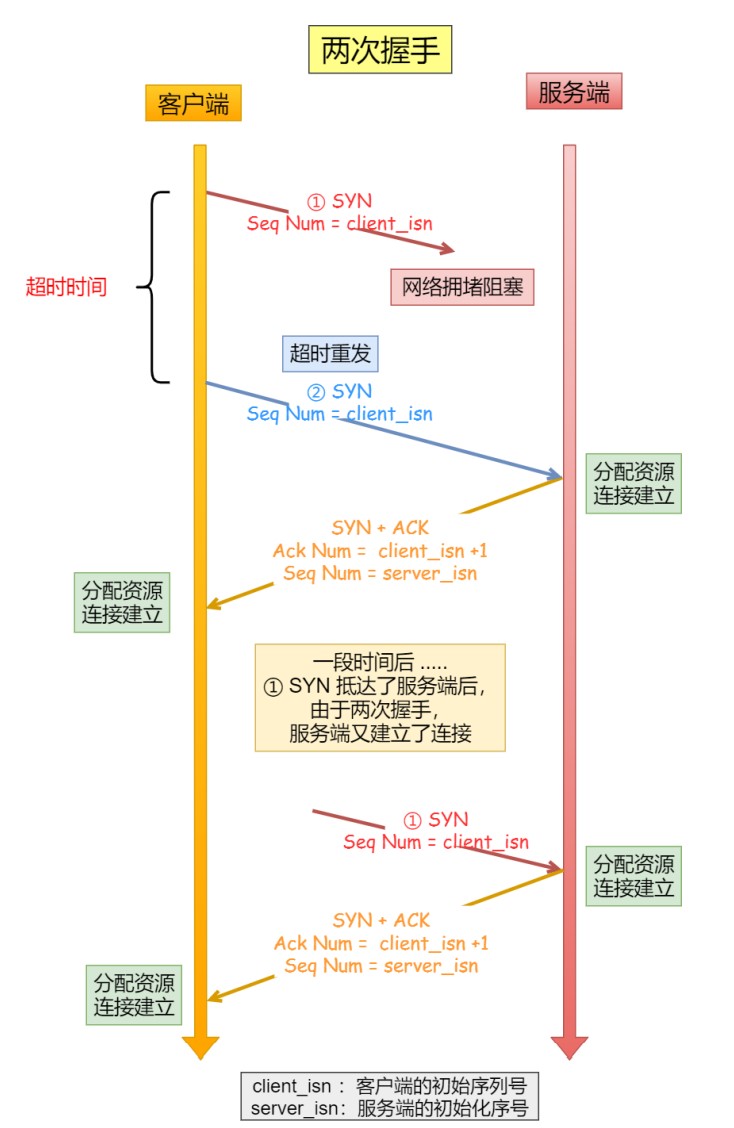 两次握手
客户端
服务端
① SYN
Seq Num = client_isn
超时时间
网络拥堵阻塞
超时重发
② SYN
Seq Num = client_isn
分配资源
连接建立
SYN + ACK
Ack Num = client_isn +1
Seq Num = server_isn
分配资源
连接建立
一段时间后 .....
① SYN 抵达了服务端后，
由于两次握手，
服务端又建立了连接
① SYN
Seq Num = client_isn
分配资源
连接建立
SYN + ACK
Ack Num = client_isn +1
Seq Num = server_isn
分配资源
连接建立
client_isn ：客户端的初始序列号
server_isn：服务端的初始化序号